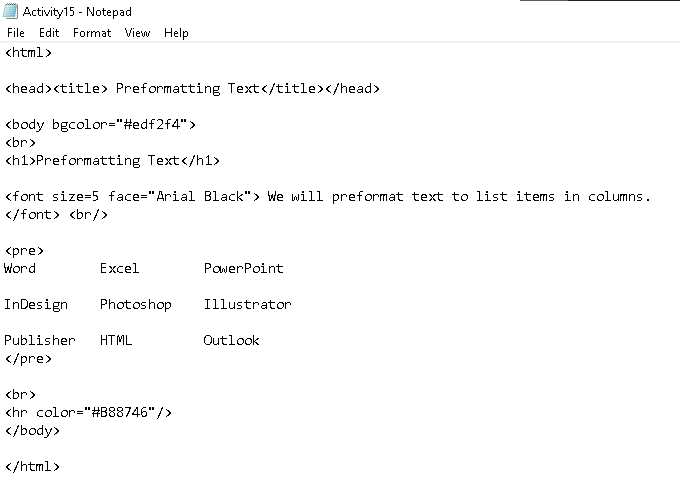 Activity15 - Notepad
File Edit Format View Help
<html>
<head><title> Preformatting Text</title></head>
<body bgcolor="#edf2f4">
<br>
<h1>Preformatting Text</h1>
<font size=5 face="Arial Black"> We will preformat text to list items in columns.
</font> <br/>
<pre>
Word        Excel        PowerPoint
InDesign    Photoshop    Illustrator
Publisher   HTML         Outlook
</pre>
<br>
<hr color="#B88746"/>
</body>
</html>